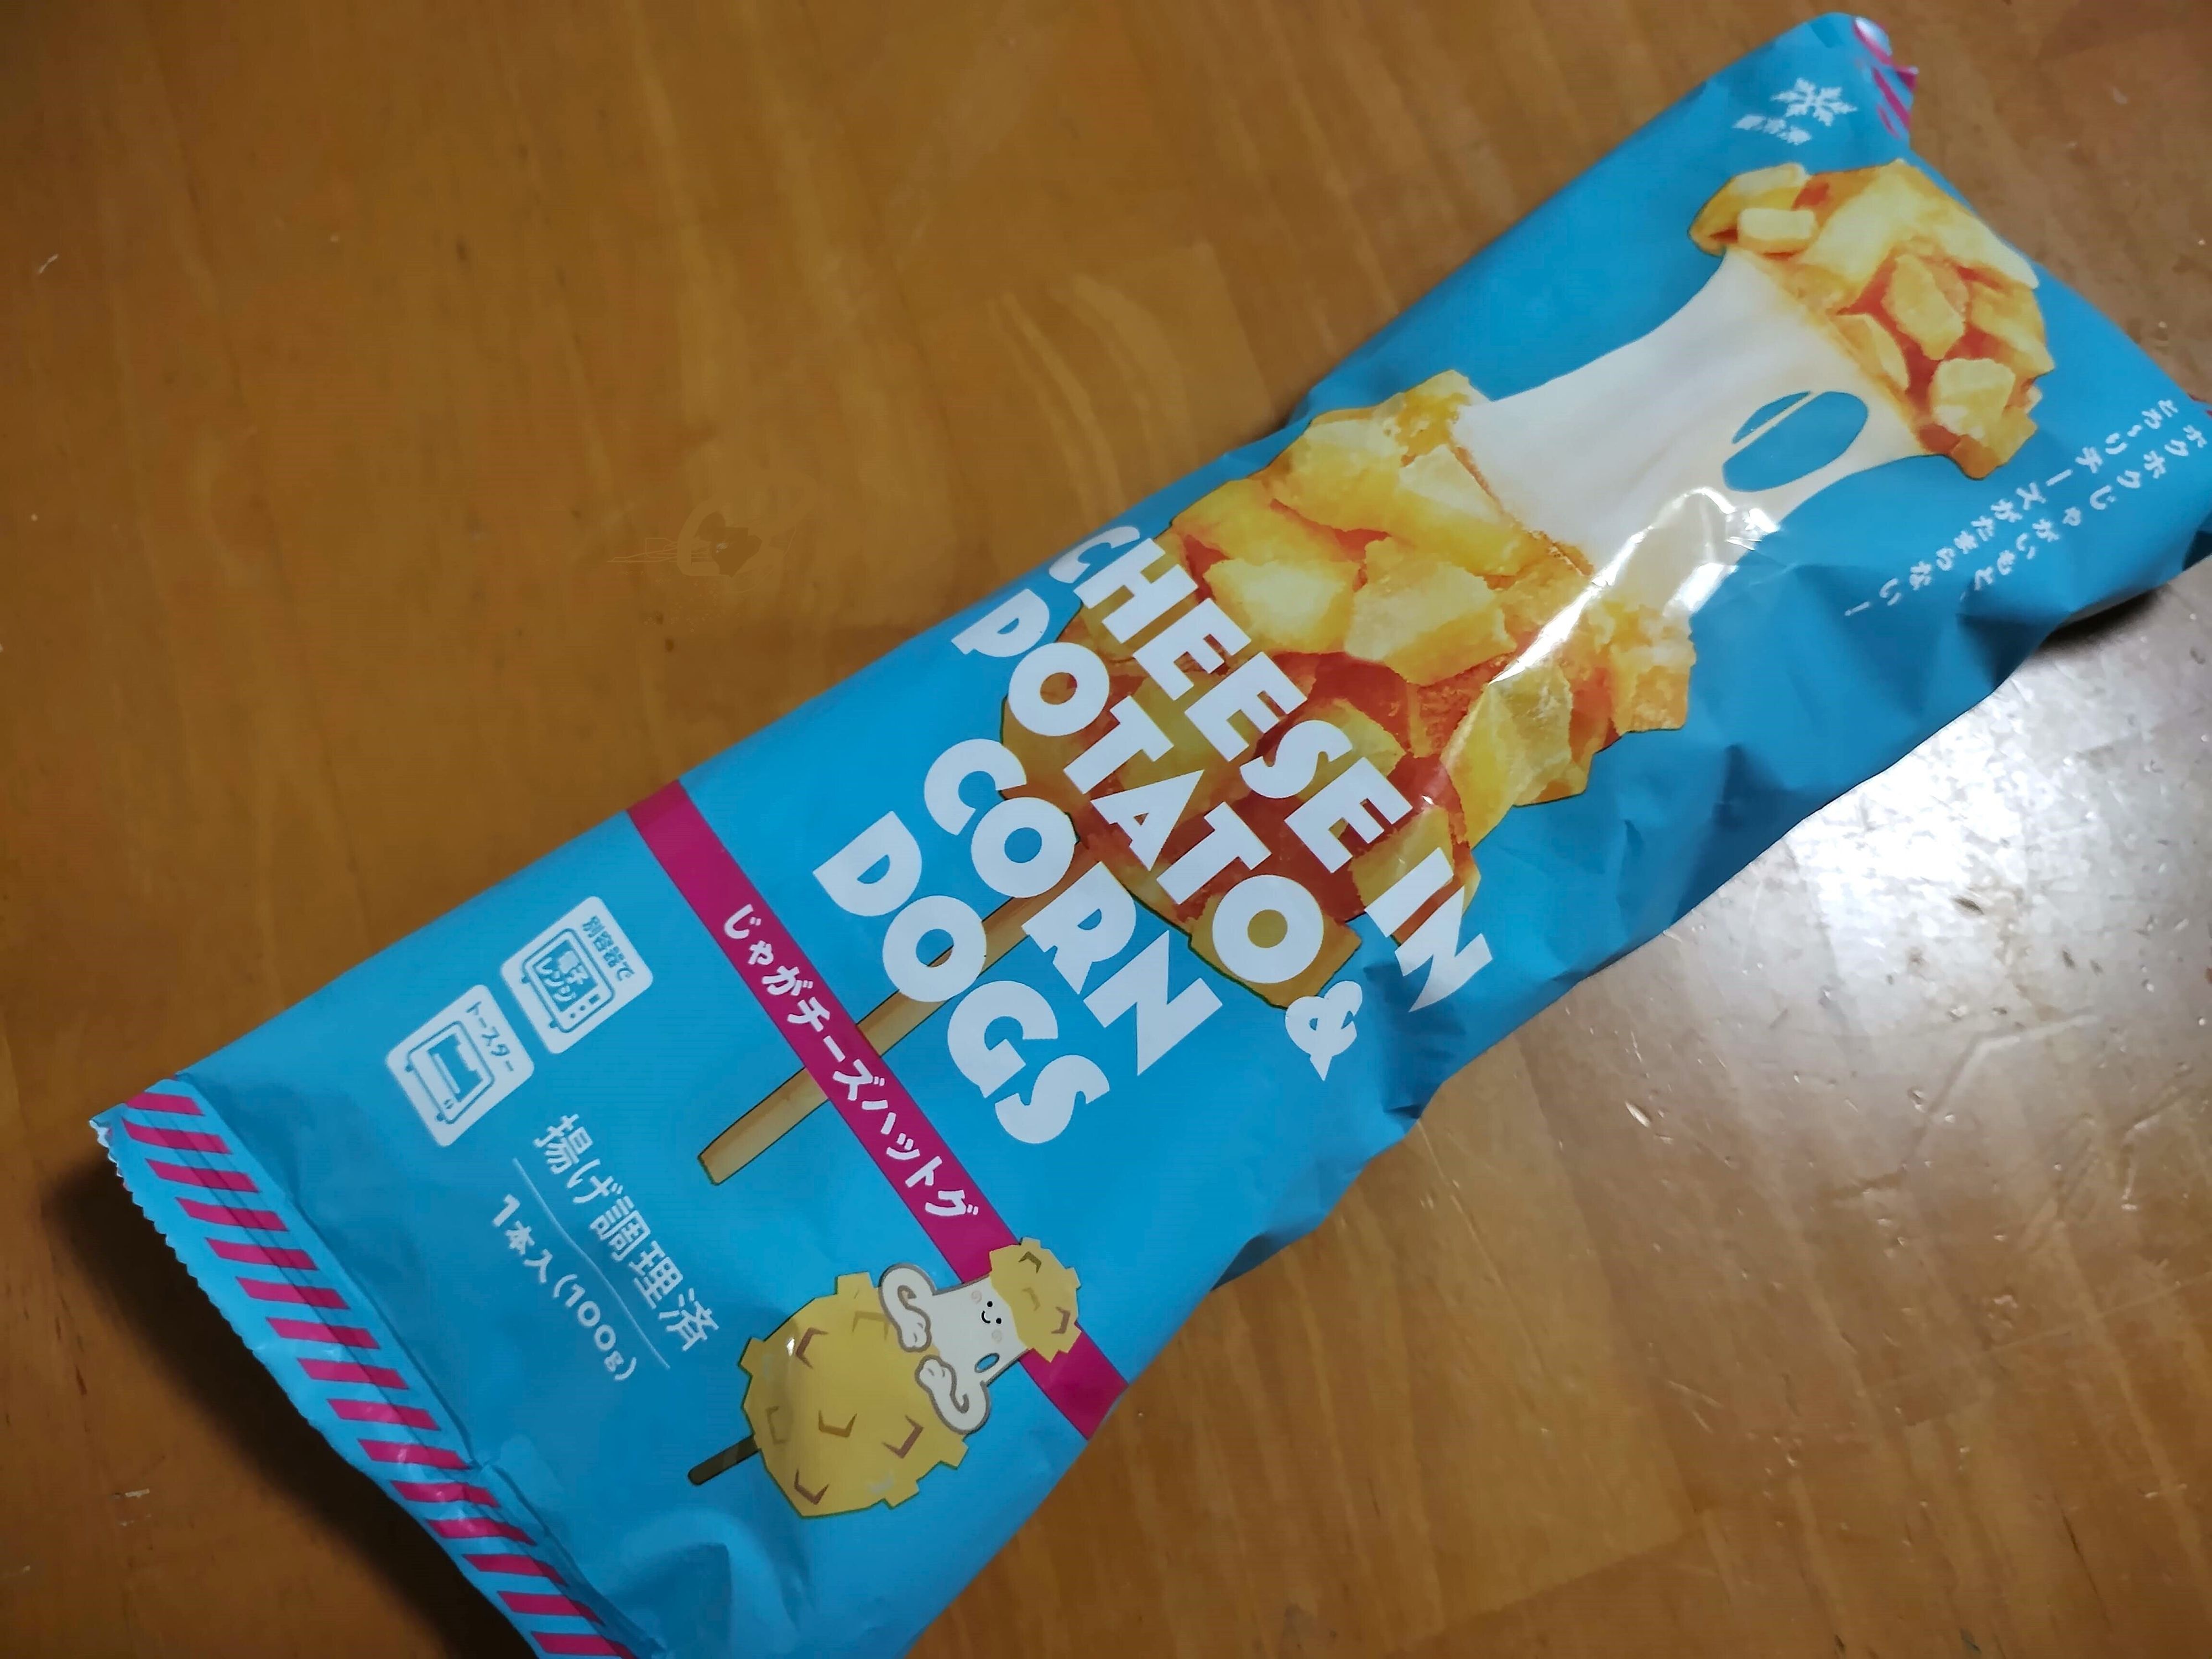 ホクホクじゃがいもと、
とろ〜りチーズがたまらない！
CHEESE IN
POTATO &
CORN
DOGS
じゃがチーズハットグ
別容器で
電子
レンジ
トースター
揚げ調理済
1本入(100g)